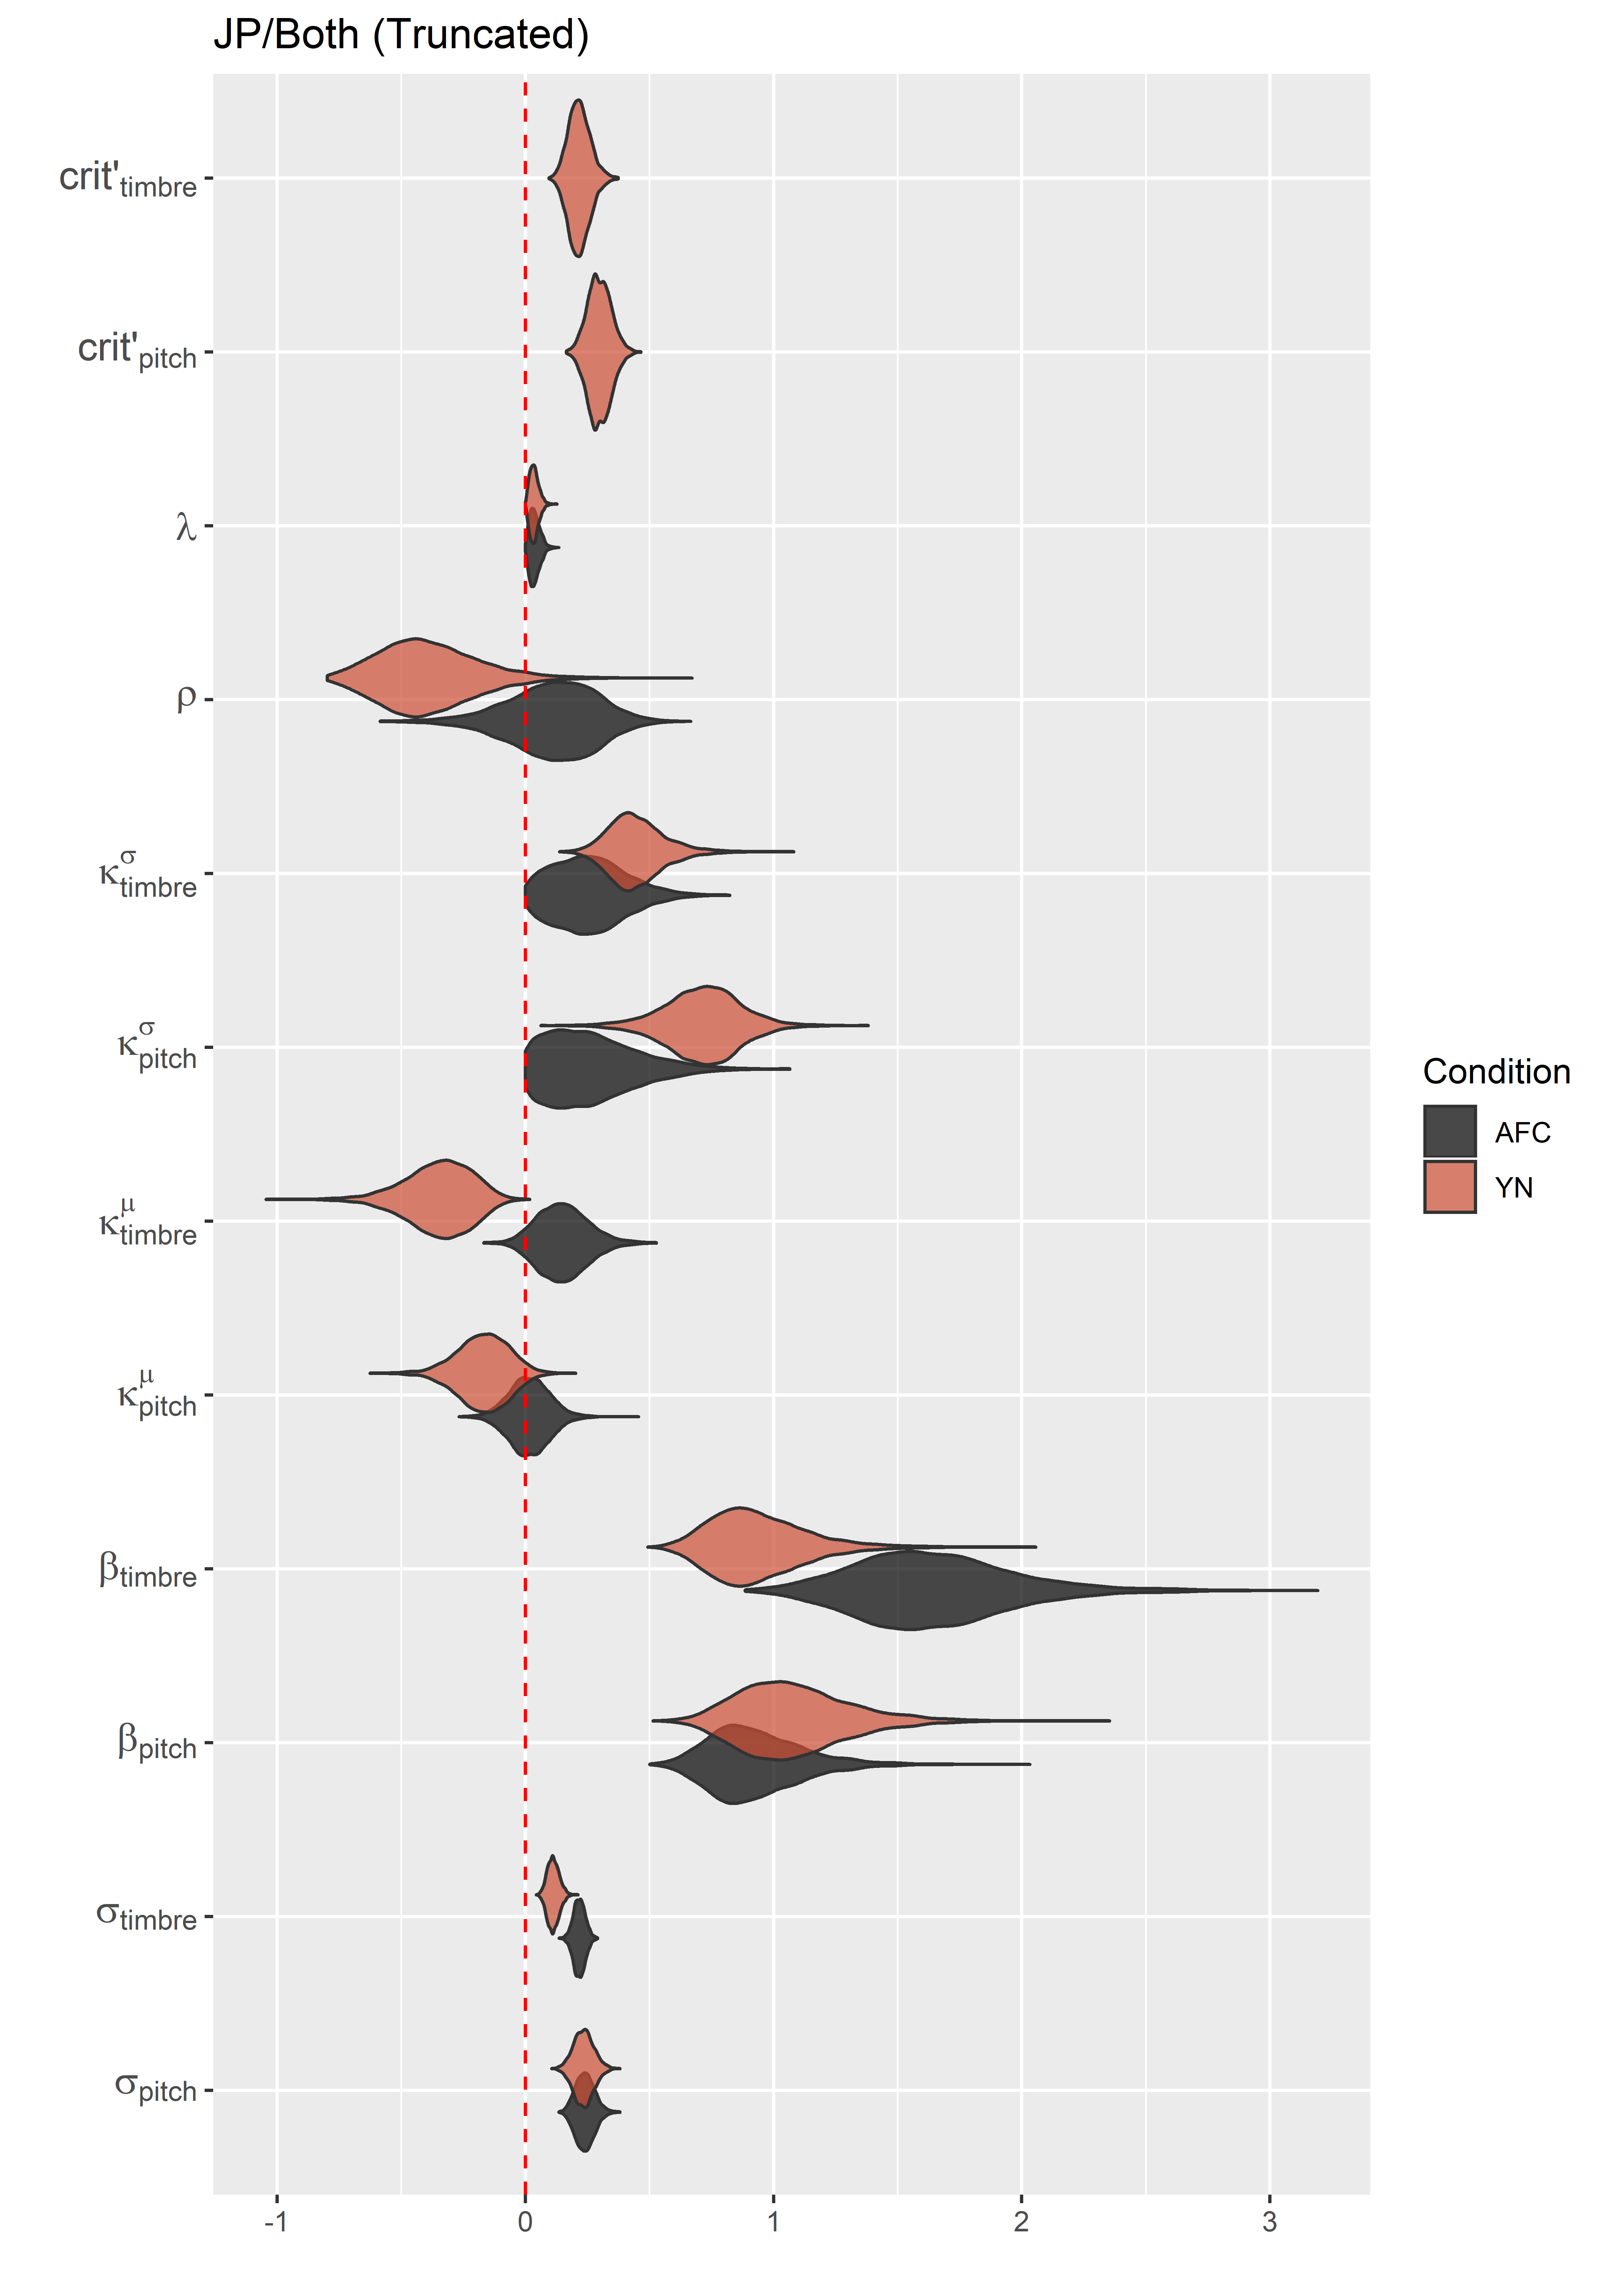 JP/Both (Truncated)
crit'timbre
crit'pitch
λ
ρ
κσtimbre
κσpitch
κμtimbre
κμpitch
βtimbre
βpitch
σtimbre
σpitch
-1 0 1 2 3
Condition
AFC
YN